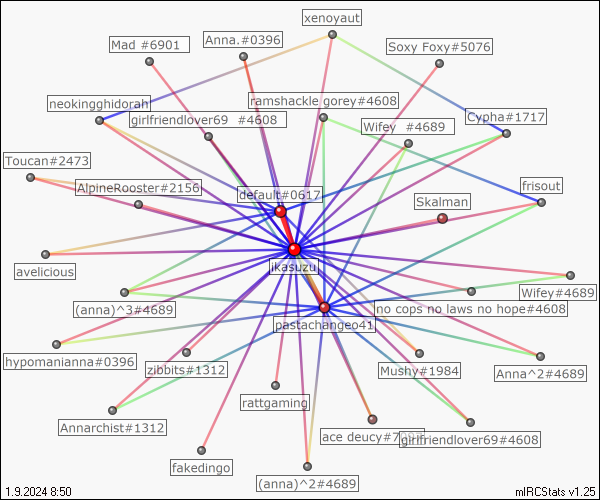 xenoyaut
Mad #6901
Anna.#0396
Soxy Foxy#5076
neokingghidorah
ramshackle gorey#4608
girlfriendlover69 #4608
Wifey #4689
Cypha#1717
Toucan#2473
AlpineRooster#2156
default#0617
Skalman
frisout
ikasuzu
avelicious
Wifey#4689
(anna)^3#4689
no cops no laws no hope#4608
pastachange041
hypomanianna#0396
zibbits#1312
Mushy#1984
Anna^2#4689
rattgaming
Annarchist#1312
ace deucy
girlfriendlover69#4608
fakedingo
(anna)^2#4689
1.9.2024 8:50
mIRCStats v1.25